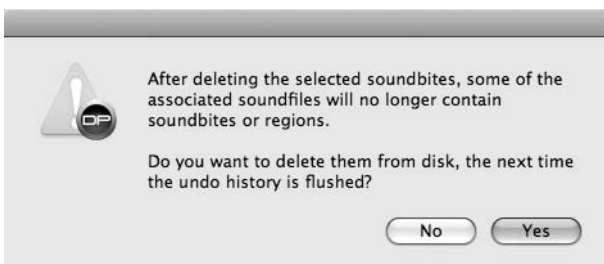 After deleting the selected soundbites, some of the
associated soundfiles will no longer contain
soundbites or regions.
Do you want to delete them from disk, the next time
the undo history is flushed?
DP
No
Yes